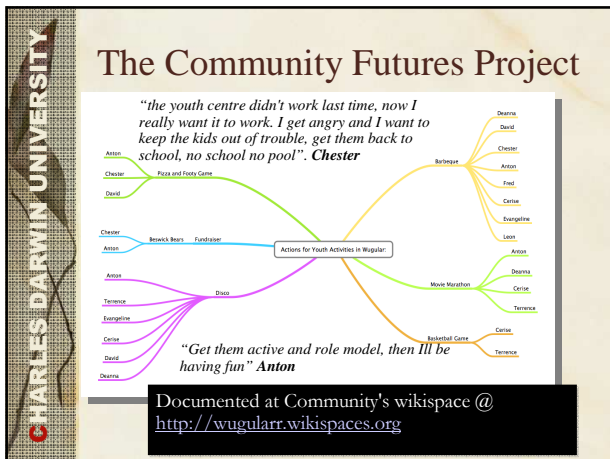 CHARLES DARWIN UNIVERSITY
The Community Futures Project
“the youth centre didn't work last time, now I
really want it to work. I get angry and I want to
keep the kids out of trouble, get them back to
school, no school no pool”. Chester
Anton
Chester
David
Pizza and Footy Game
Chester
Anton
Beswick Bears
Fundraiser
Anton
Terrence
Evangeline
Cerise
David
Deanna
Disco
Actions for Youth Activities in Wugular:
Barbeque
Deanna
David
Chester
Anton
Fred
Cerise
Evangeline
Leon
Movie Marathon
Anton
Deanna
Cerise
Terrence
Basketball Game
Cerise
Terrence
“Get them active and role model, then Ill be
having fun” Anton
Documented at Community's wikispace @
http://wugularr.wikispaces.org